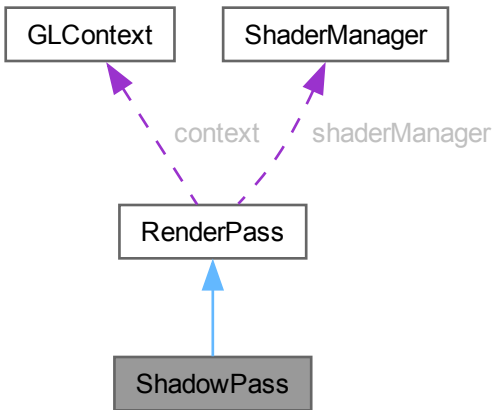 GLContext
ShaderManager
context
shaderManager
RenderPass
ShadowPass